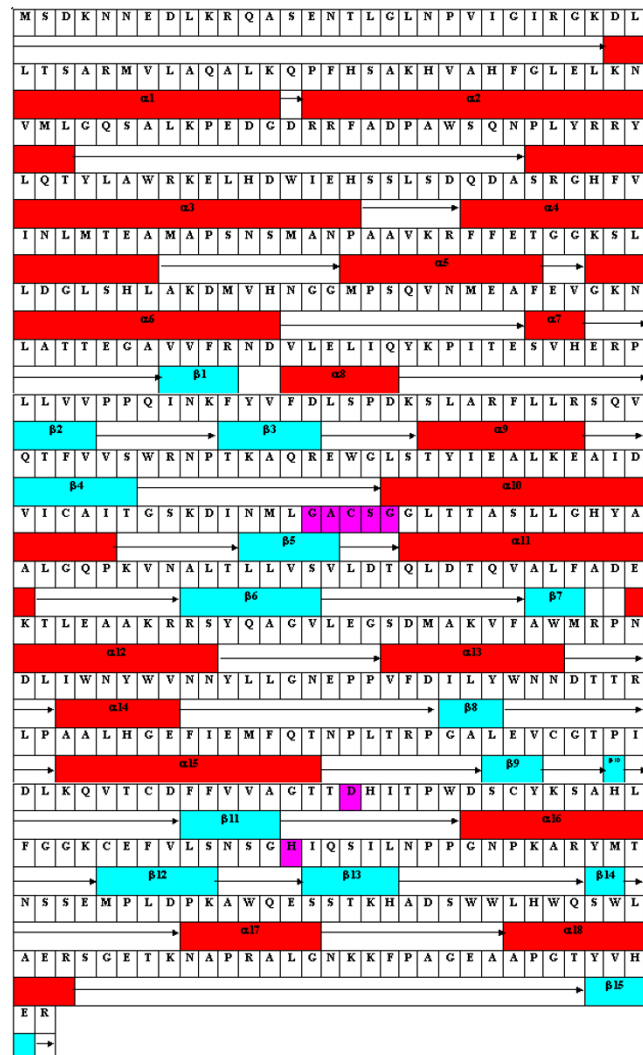 M S D K N N E D L K R Q A S E N T L G L N P V I G I R G K D L
L T S A R M V L A Q A L K Q P F H S A K H V A H F G L E L K N
α1 α2
V M L G Q S A L K P E D G D R R F A D P A W S Q N P L Y R R Y
L Q T Y L A W R K E L H D W I E H S S L S D Q D A S R G H F V
α3 α4
I N L M T E A M A P S N S M A N P A A V K R F F E T G G K S L
α5
L D G L S H L A K D M V H N G G M P S Q V N M E A F E V G K N
α6 α7
L A T T E G A V V F R N D V L E L I Q Y K P I T E S V H E R P
β1 α8
L L V V P P Q I N K F Y V F D L S P D K S L A R F L L R S Q V
β2 β3 α9
Q T F V V S W R N P T K A Q R E W G L S T Y I E A L K E A I D
β4 α10
V I C A I T G S K D I N M L G A C S G G L T T A S L L G H Y A
β5 α11
A L G Q P K V N A L T L L V S V L D T Q L D T Q V A L F A D E
β6 β7
K T L E A A K R R S Y Q A G V L E G S D M A K V F A W M R P N
α12 α13
D L I W N Y W V N N Y L L G N E P P V F D I L Y W N N D T T R
α14 β8
L P A A L H G E F I E M F Q T N P L T R P G A L E V C G T P I
α15 β9 β10
D L K Q V T C D F F V V A G T T D H I T P W D S C Y K S A H L
β11 α16
F G G K C E F V L S N S G H I Q S I L N P P G N P K A R Y M T
β12 β13 β14
N S S E M P L D P K A W Q E S S T K H A D S W W L H W Q S W L
α17 α18
A E R S G E T K N A P R A L G N K K F P A G E A A P G T Y V H
β15
E R